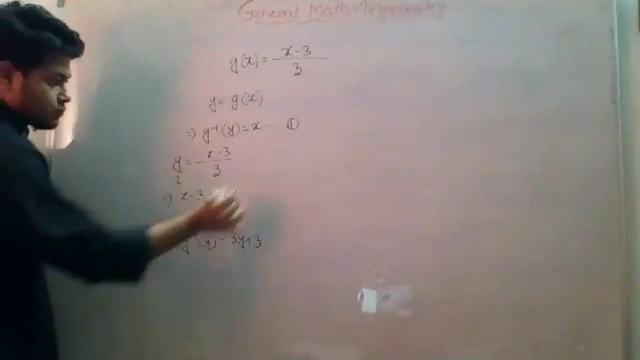 General Math Trigonometry
g(x) = x-3 / 3
y = g(x)
⇒ g⁻¹(y) = x ①
y = x-3 / 3
⇒ x-3
g⁻¹(y) = 3y+3